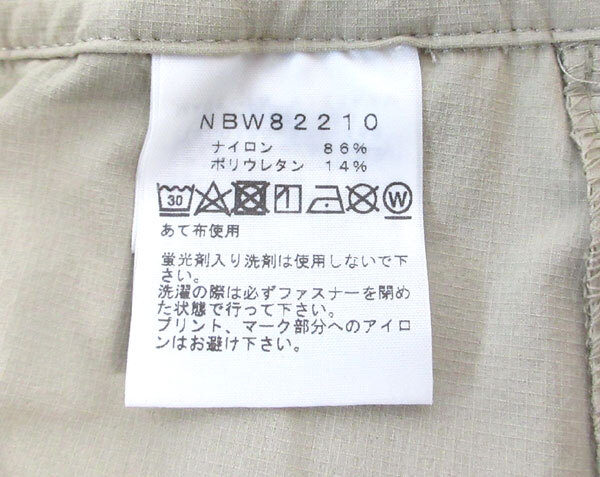 NBW82210
ナイロン 86%
ポリウレタン 14%
30 W
あて布使用
蛍光剤入り洗剤は使用しないで下
さい。
洗濯の際は必ずファスナーを閉め
た状態で行って下さい。
プリント、マーク部分へのアイロ
ンはお避け下さい。